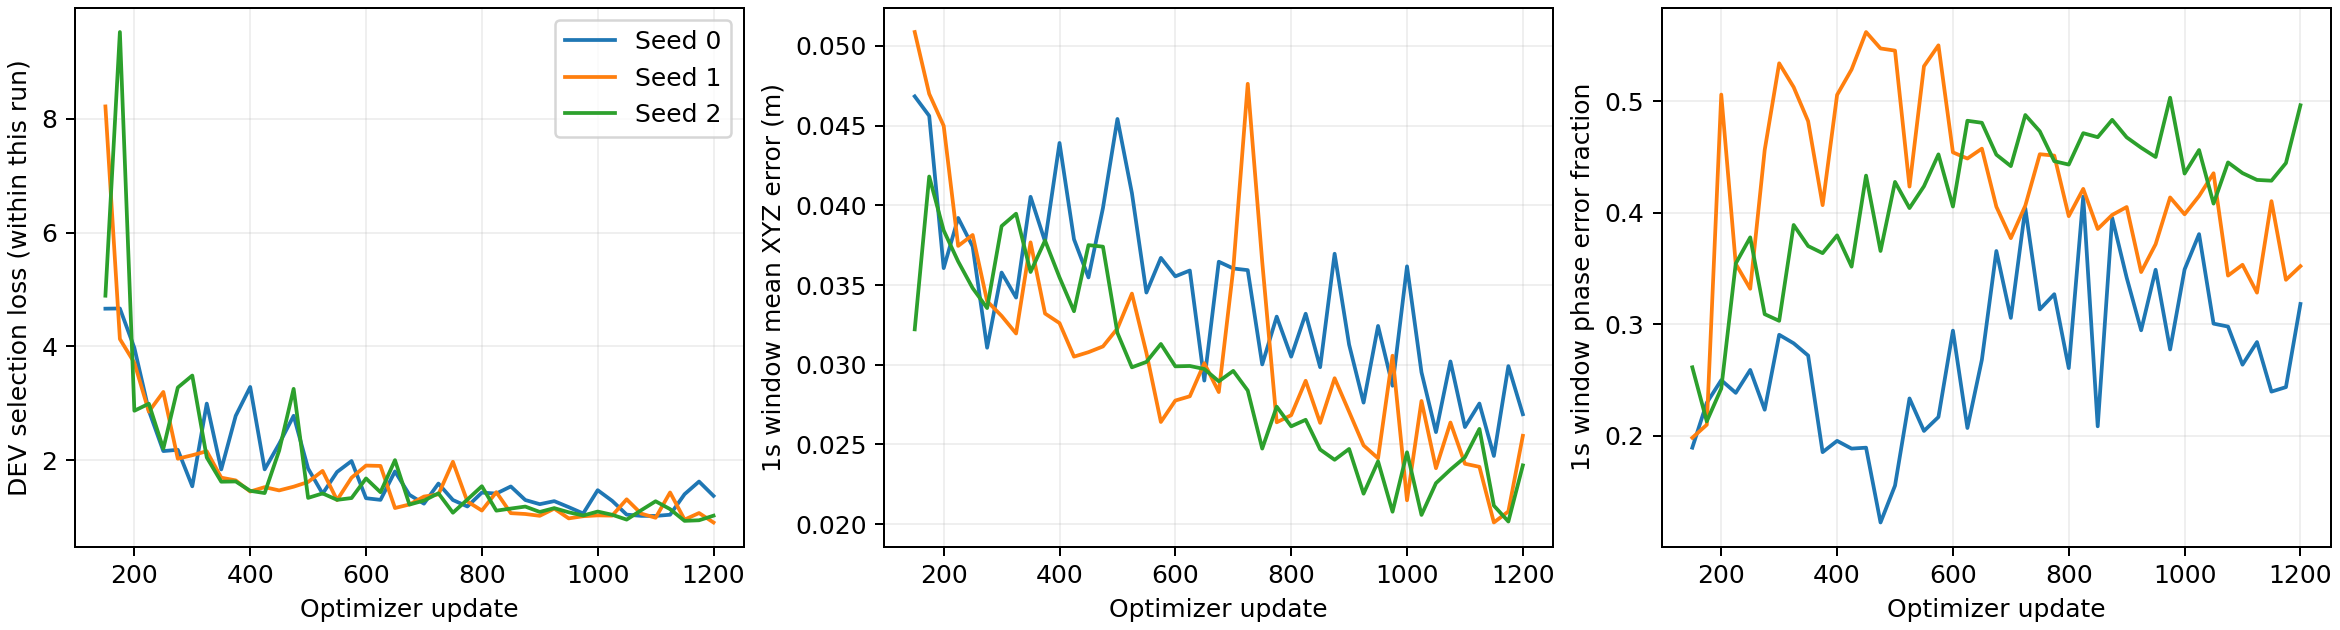 DEV selection loss (within this run)
8
6
4
2
200 400 600 800 1000 1200
Optimizer update
Seed 0
Seed 1
Seed 2
1s window mean XYZ error (m)
0.050
0.045
0.040
0.035
0.030
0.025
0.020
200 400 600 800 1000 1200
Optimizer update
1s window phase error fraction
0.5
0.4
0.3
0.2
200 400 600 800 1000 1200
Optimizer update